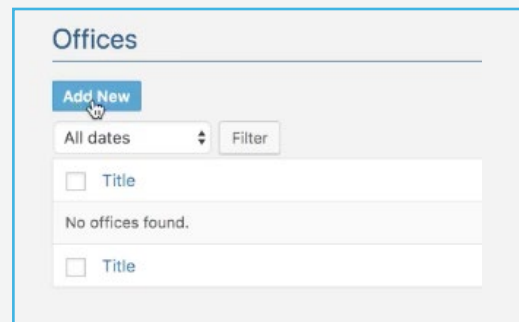 Offices
Add New
All dates Filter
Title
No offices found.
Title